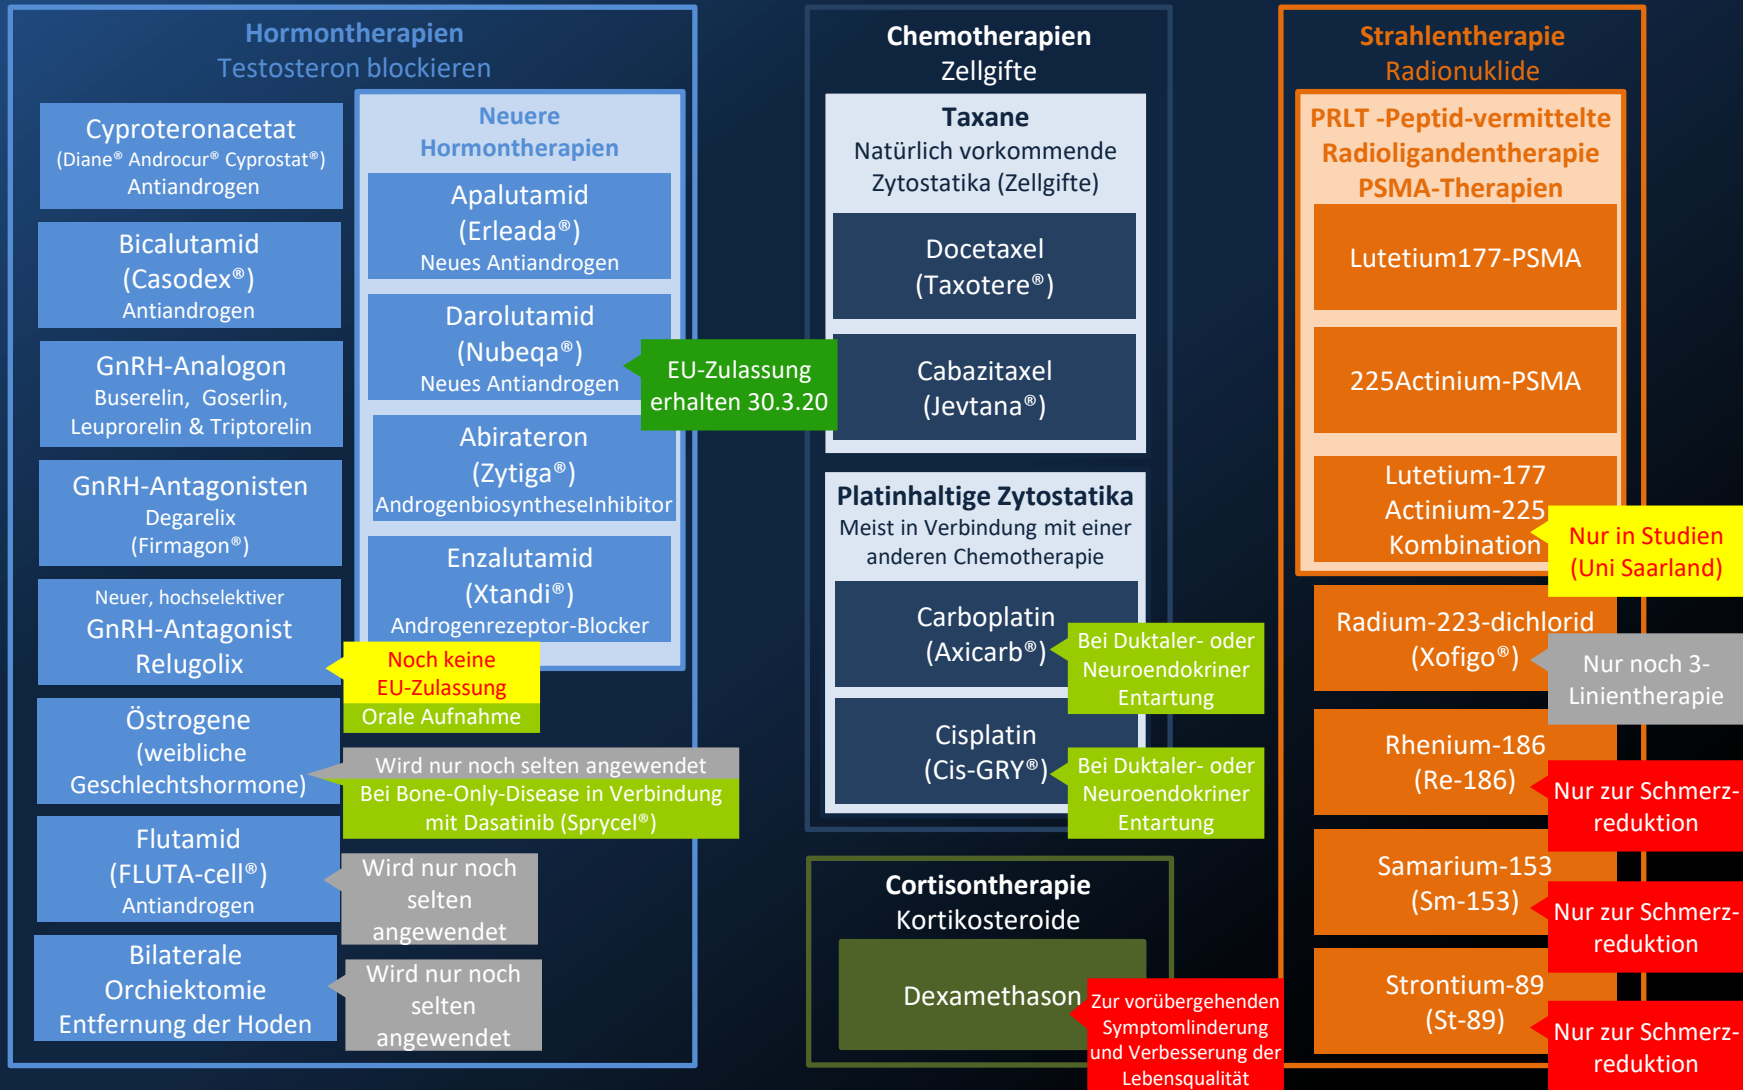 Hormontherapien
Testosteron blockieren
Cyproteronacetat
(Diane® Androcur® Cyprostat®)
Antiandrogen
Bicalutamid
(Casodex®)
Antiandrogen
GnRH-Analogon
Buserelin, Goserlin,
Leuprorelin & Triptorelin
GnRH-Antagonisten
Degarelix
(Firmagon®)
Neuer, hochselektiver
GnRH-Antagonist
Relugolix
Noch keine
EU-Zulassung
Orale Aufnahme
Östrogene
(weibliche
Geschlechtshormone)
Wird nur noch selten angewendet
Bei Bone-Only-Disease in Verbindung
mit Dasatinib (Sprycel®)
Flutamid
(FLUTA-cell®)
Antiandrogen
Wird nur noch
selten
angewendet
Bilaterale
Orchiektomie
Entfernung der Hoden
Wird nur noch
selten
angewendet
Neuere
Hormontherapien
Apalutamid
(Erleada®)
Neues Antiandrogen
Darolutamid
(Nubeqa®)
Neues Antiandrogen
EU-Zulassung
erhalten 30.3.20
Abirateron
(Zytiga®)
AndrogenbiosyntheseInhibitor
Enzalutamid
(Xtandi®)
Androgenrezeptor-Blocker
Chemotherapien
Zellgifte
Taxane
Natürlich vorkommende
Zytostatika (Zellgifte)
Docetaxel
(Taxotere®)
Cabazitaxel
(Jevtana®)
Platinhaltige Zytostatika
Meist in Verbindung mit einer
anderen Chemotherapie
Carboplatin
(Axicarb®)
Bei Duktaler- oder
Neuroendokriner
Entartung
Cisplatin
(Cis-GRY®)
Bei Duktaler- oder
Neuroendokriner
Entartung
Cortisontherapie
Kortikosteroide
Dexamethason
Zur vorübergehenden
Symptomlinderung
und Verbesserung der
Lebensqualität
Strahlentherapie
Radionuklide
PRLT -Peptid-vermittelte
Radioligandentherapie
PSMA-Therapien
Lutetium177-PSMA
225Actinium-PSMA
Lutetium-177
Actinium-225
Kombination
Nur in Studien
(Uni Saarland)
Radium-223-dichlorid
(Xofigo®)
Nur noch 3-
Linientherapie
Rhenium-186
(Re-186)
Nur zur Schmerz-
reduktion
Samarium-153
(Sm-153)
Nur zur Schmerz-
reduktion
Strontium-89
(St-89)
Nur zur Schmerz-
reduktion